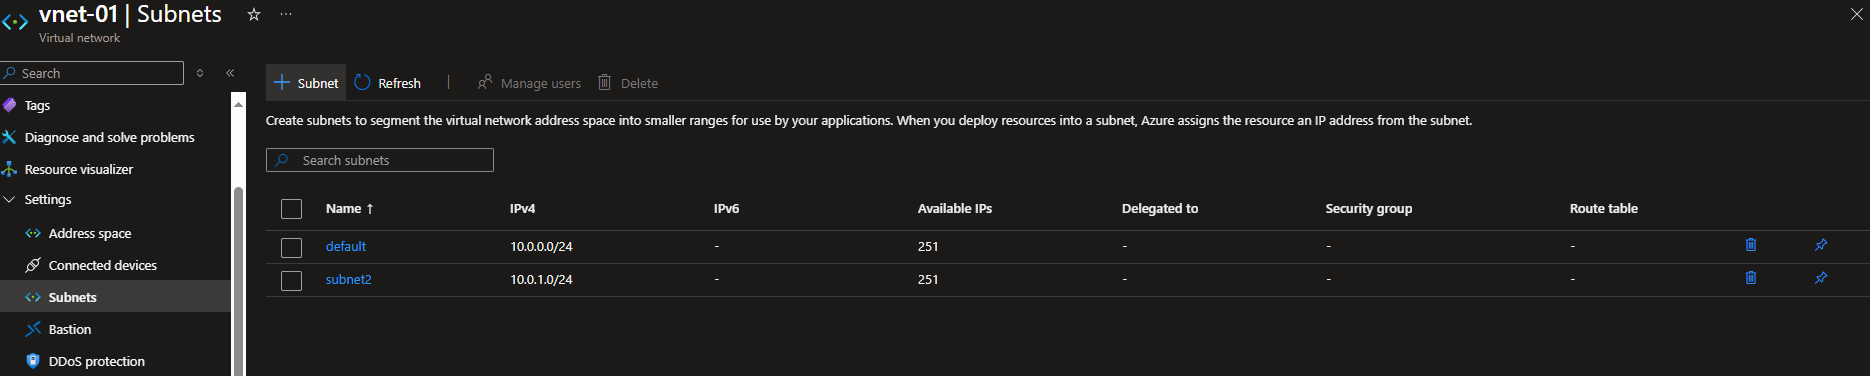 vnet-01 | Subnets
Virtual network
Search
Tags
Diagnose and solve problems
Resource visualizer
Settings
Address space
Connected devices
Subnets
Bastion
DDoS protection
Subnet Refresh | Manage users Delete
Create subnets to segment the virtual network address space into smaller ranges for use by your applications. When you deploy resources into a subnet, Azure assigns the resource an IP address from the subnet.
Search subnets
Name ↑ IPv4 IPv6 Available IPs Delegated to Security group Route table
default 10.0.0.0/24 - 251 - - -
subnet2 10.0.1.0/24 - 251 - - -